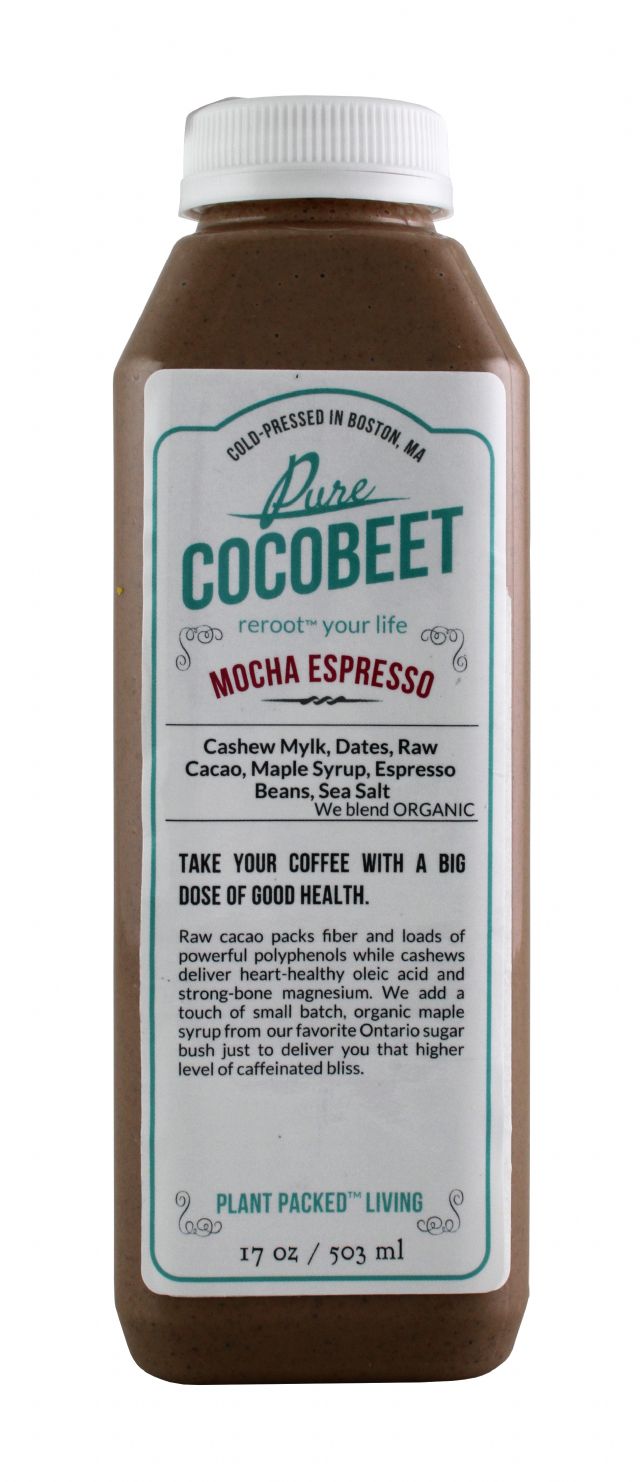 COLD-PRESSED IN BOSTON, MA
Pure
COCOBEET
reroot™ your life
MOCHA ESPRESSO
Cashew Mylk, Dates, Raw
Cacao, Maple Syrup, Espresso
Beans, Sea Salt
We blend ORGANIC
TAKE YOUR COFFEE WITH A BIG
DOSE OF GOOD HEALTH.
Raw cacao packs fiber and loads of
powerful polyphenols while cashews
deliver heart-healthy oleic acid and
strong-bone magnesium. We add a
touch of small batch, organic maple
syrup from our favorite Ontario sugar
bush just to deliver you that higher
level of caffeinated bliss.
PLANT PACKED™ LIVING
17 oz / 503 ml